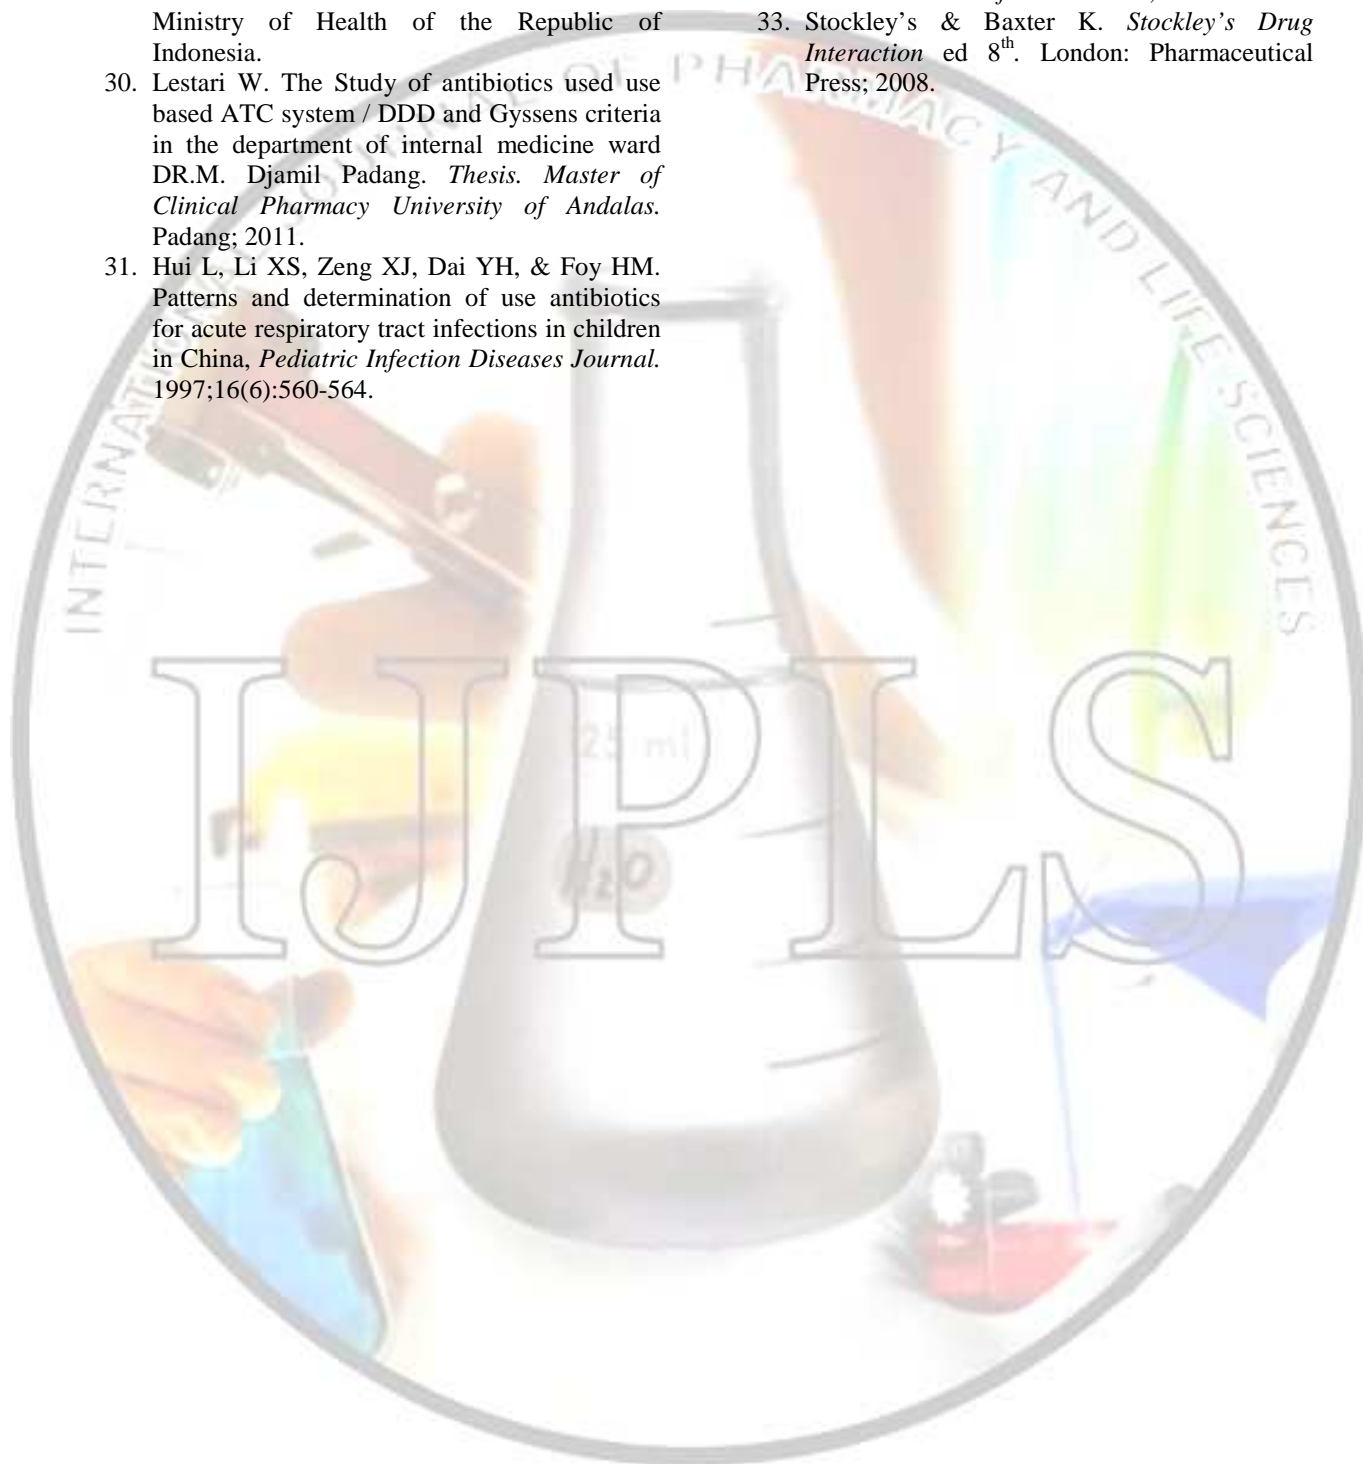 Ministry of Health of the Republic of
Indonesia.
30. Lestari W. The Study of antibiotics used use
based ATC system / DDD and Gyssens criteria
in the department of internal medicine ward
DR.M. Djamil Padang. Thesis. Master of
Clinical Pharmacy University of Andalas.
Padang; 2011.
31. Hui L, Li XS, Zeng XJ, Dai YH, & Foy HM.
Patterns and determination of use antibiotics
for acute respiratory tract infections in children
in China, Pediatric Infection Diseases Journal.
1997;16(6):560-564.
33. Stockley's & Baxter K. Stockley's Drug
Interaction ed 8th. London: Pharmaceutical
Press; 2008.
INTERNATIONAL JOURNAL OF PHARMACY AND LIFE SCIENCES
25 ml
IJPLS
H2O